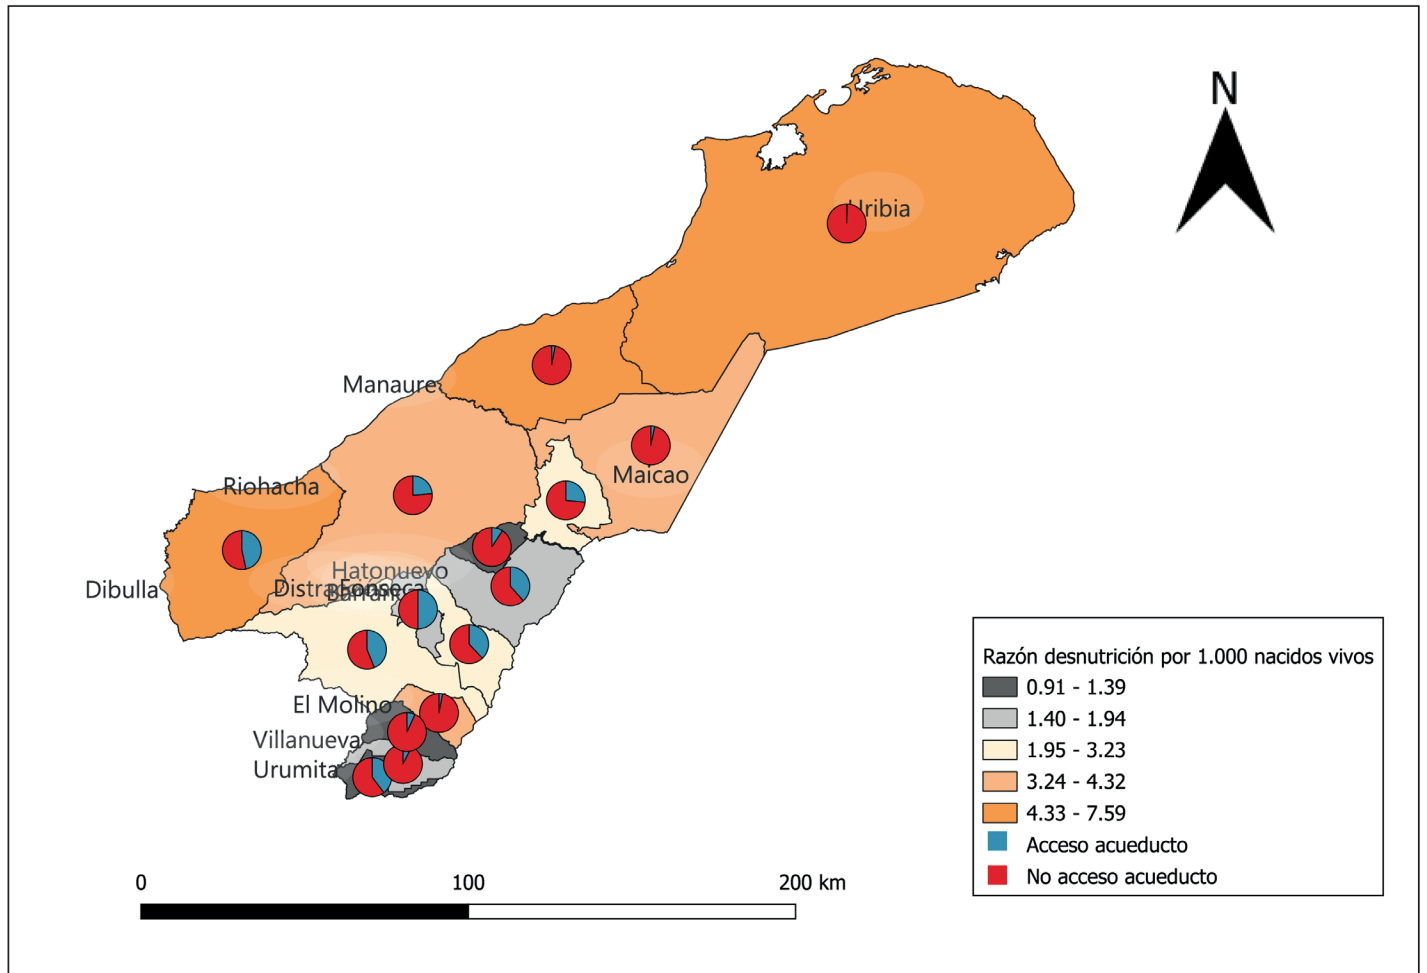 N
Uribia
Manaure
Maicao
Riohacha
Hatonuevo
Dibulla
Fonseca
El Molino
Villanueva
Urumita
0 100 200 km
Razón desnutrición por 1.000 nacidos vivos
0.91 - 1.39
1.40 - 1.94
1.95 - 3.23
3.24 - 4.32
4.33 - 7.59
Acceso acueducto
No acceso acueducto